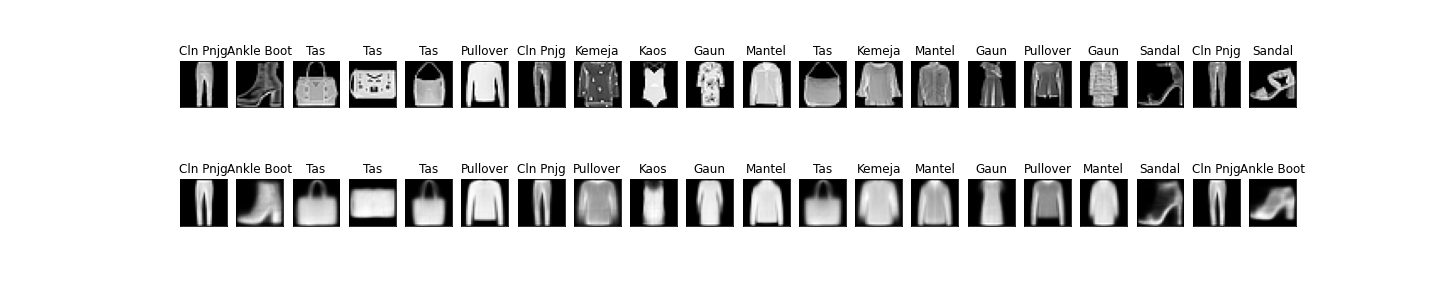 Cln Pnjg Ankle Boot Tas Tas Tas Pullover Cln Pnjg Kemeja Kaos Gaun Mantel Tas Kemeja Mantel Gaun Pullover Gaun Sandal Cln Pnjg Sandal
Cln Pnjg Ankle Boot Tas Tas Tas Pullover Cln Pnjg Pullover Kaos Gaun Mantel Tas Kemeja Mantel Gaun Pullover Mantel Sandal Cln Pnjg Ankle Boot